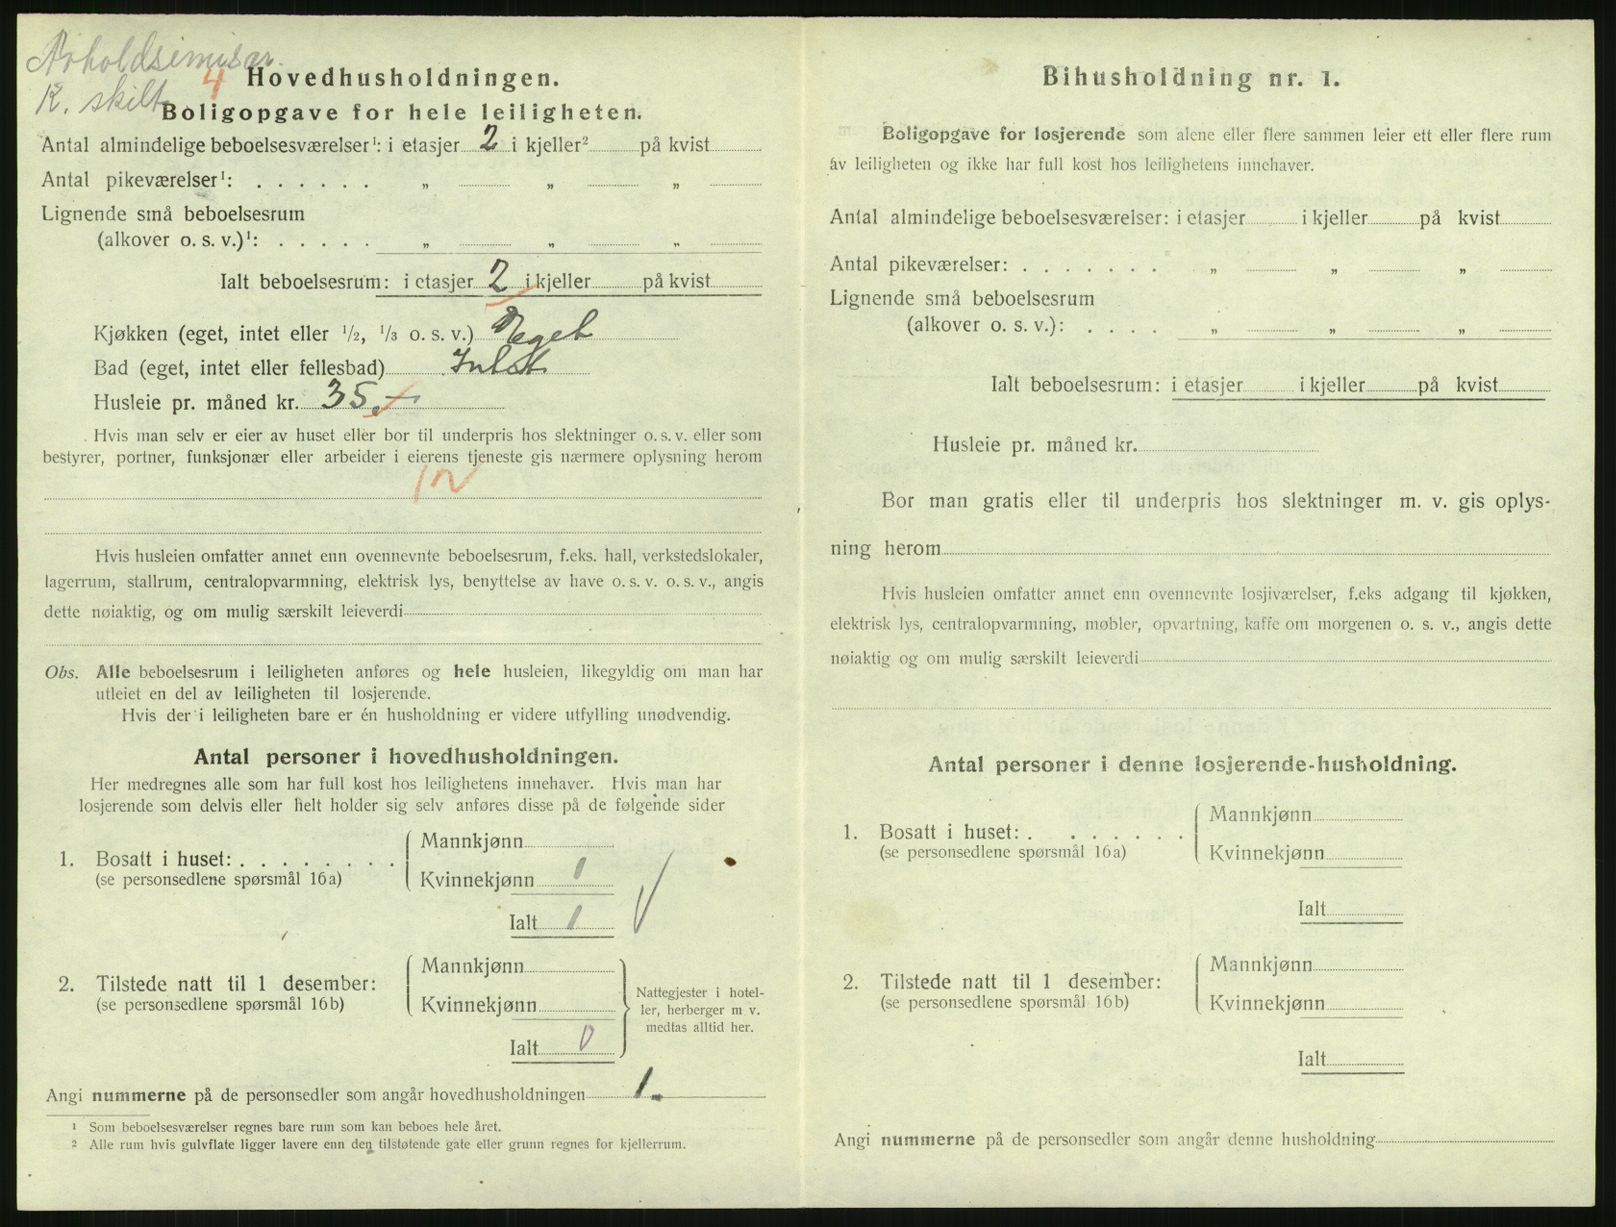 K. skilt
4
Hovedhusholdningen.
Boligopgave for hele leiligheten.
Antal almindelige beboelsesværelser¹: i etasjer 2 i kjeller² på kvist
Antal pikeværelser¹: . . . . . . „ „ „
Lignende små beboelsesrum
(alkover o. s. v.)¹: . . . . . „ „ „
Ialt beboelsesrum: i etasjer 2 i kjeller på kvist
Kjøkken (eget, intet eller 1/2, 1/3 o. s. v.) Eget
Bad (eget, intet eller fellesbad) Intet
Husleie pr. måned kr. 35,-
Hvis man selv er eier av huset eller bor til underpris hos slektninger o. s. v. eller som
bestyrer, portner, funksjonær eller arbeider i eierens tjeneste gis nærmere oplysning herom
Hvis husleien omfatter annet enn ovennevnte beboelsesrum, f.eks. hall, verkstedslokaler,
lagerrum, stallrum, centralopvarmning, elektrisk lys, benyttelse av have o. s. v. o. s. v., angis
dette nøiaktig, og om mulig særskilt leieverdi
Obs. Alle beboelsesrum i leiligheten anføres og hele husleien, likegyldig om man har
utleiet en del av leiligheten til losjerende.
Hvis der i leiligheten bare er én husholdning er videre utfylling unødvendig.
Antal personer i hovedhusholdningen.
Her medregnes alle som har full kost hos leilighetens innehaver. Hvis man har
losjerende som delvis eller helt holder sig selv anføres disse på de følgende sider
1. Bosatt i huset: . . . . . . . .
(se personsedlene spørsmål 16a)
Mannkjønn
Kvinnekjønn 1
Ialt 1
2. Tilstede natt til 1 desember:
(se personsedlene spørsmål 16b)
Mannkjønn
Kvinnekjønn
Ialt 0
Nattegjester i hotel-
ler, herberger m v.
medtas alltid her.
Angi nummerne på de personsedler som angår hovedhusholdningen 1.
¹ Som beboelsesværelser regnes bare rum som kan beboes hele året.
² Alle rum hvis gulvflate ligger lavere enn den tilstøtende gate eller grunn regnes for kjellerrum.
Bihusholdning nr. 1.
Boligopgave for losjerende som alene eller flere sammen leier ett eller flere rum
av leiligheten og ikke har full kost hos leilighetens innehaver.
Antal almindelige beboelsesværelser: i etasjer i kjeller på kvist
Antal pikeværelser: . . . . . . . „ „ „
Lignende små beboelsesrum
(alkover o. s. v.): . . . . „ „ „
Ialt beboelsesrum: i etasjer i kjeller på kvist
Husleie pr. måned kr.
Bor man gratis eller til underpris hos slektninger m. v. gis oplys-
ning herom
Hvis husleien omfatter annet enn ovennevnte losjiværelser, f.eks adgang til kjøkken,
elektrisk lys, centralopvarmning, møbler, opvartning, kaffe om morgenen o. s. v., angis dette
nøiaktig og om mulig særskilt leieverdi
Antal personer i denne losjerende-husholdning.
1. Bosatt i huset: . . . . . . .
(se personsedlene spørsmål 16a)
Mannkjønn
Kvinnekjønn
Ialt
2. Tilstede natt til 1 desember:
(se personsedlene spørsmål 16b)
Mannkjønn
Kvinnekjønn
Ialt
Angi nummerne på de personsedler som angår denne husholdning